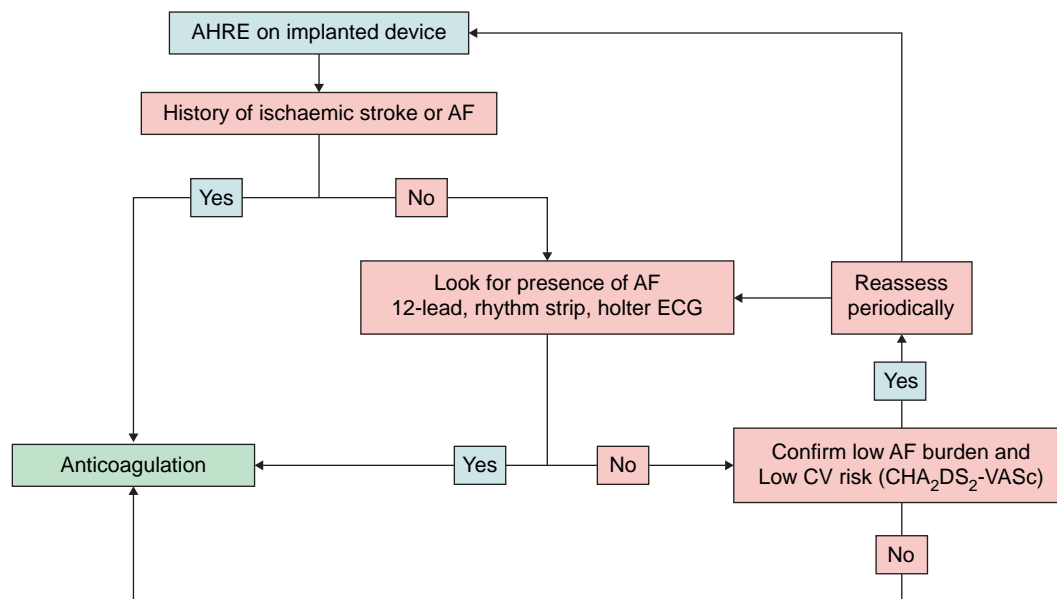 AHRE on implanted device
History of ischaemic stroke or AF
Yes
No
Look for presence of AF
12-lead, rhythm strip, holter ECG
Reassess
periodically
Yes
Anticoagulation
Yes
No
Confirm low AF burden and
Low CV risk (CHA₂DS₂-VASc)
No